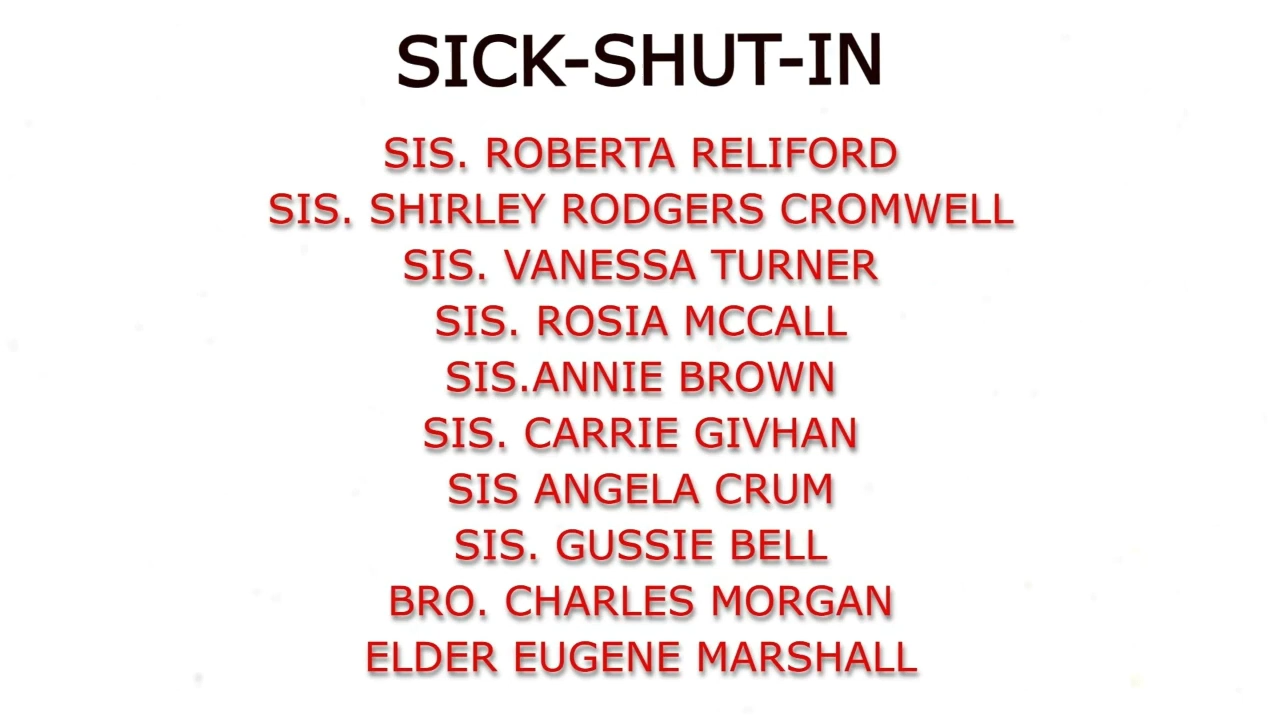 SICK-SHUT-IN
SIS. ROBERTA RELIFORD
SIS. SHIRLEY RODGERS CROMWELL
SIS. VANESSA TURNER
SIS. ROSIA MCCALL
SIS.ANNIE BROWN
SIS. CARRIE GIVHAN
SIS ANGELA CRUM
SIS. GUSSIE BELL
BRO. CHARLES MORGAN
ELDER EUGENE MARSHALL